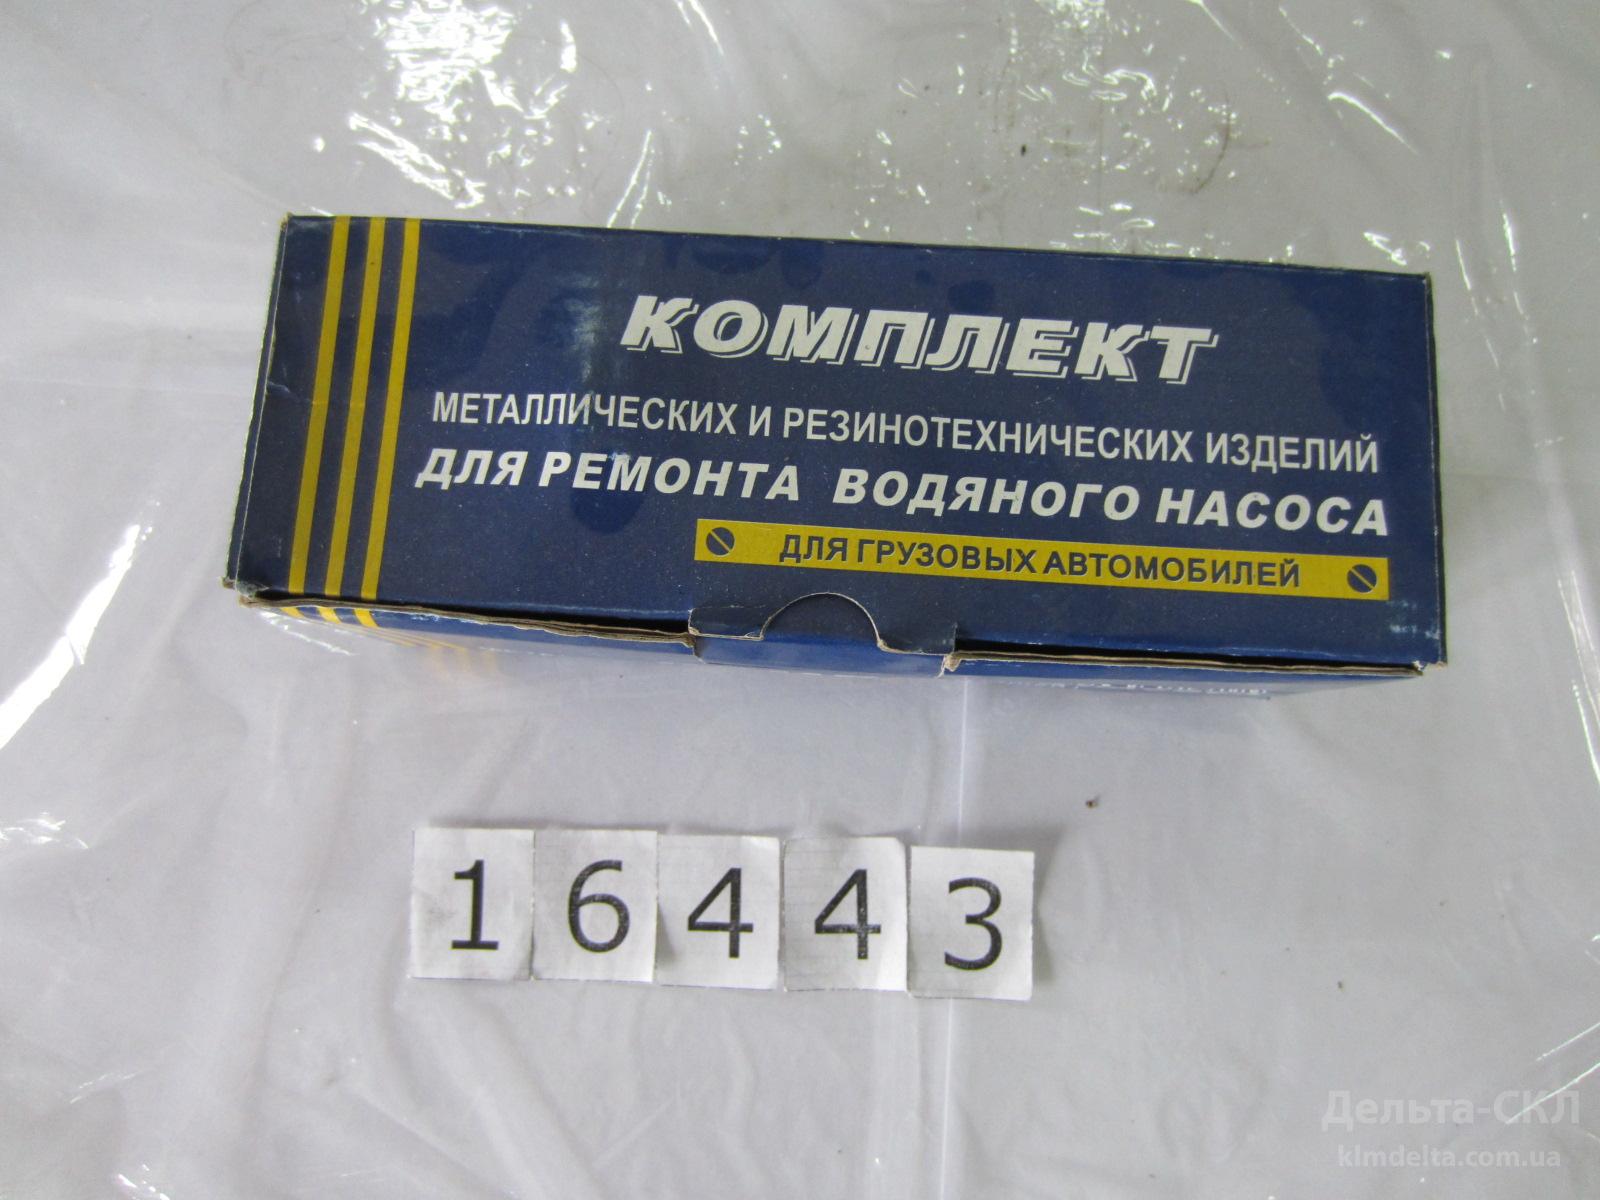 КОМПЛЕКТ
МЕТАЛЛИЧЕСКИХ И РЕЗИНОТЕХНИЧЕСКИХ ИЗДЕЛИЙ
ДЛЯ РЕМОНТА ВОДЯНОГО НАСОСА
ДЛЯ ГРУЗОВЫХ АВТОМОБИЛЕЙ
16443
Дельта-СКЛ
klmdelta.com.ua